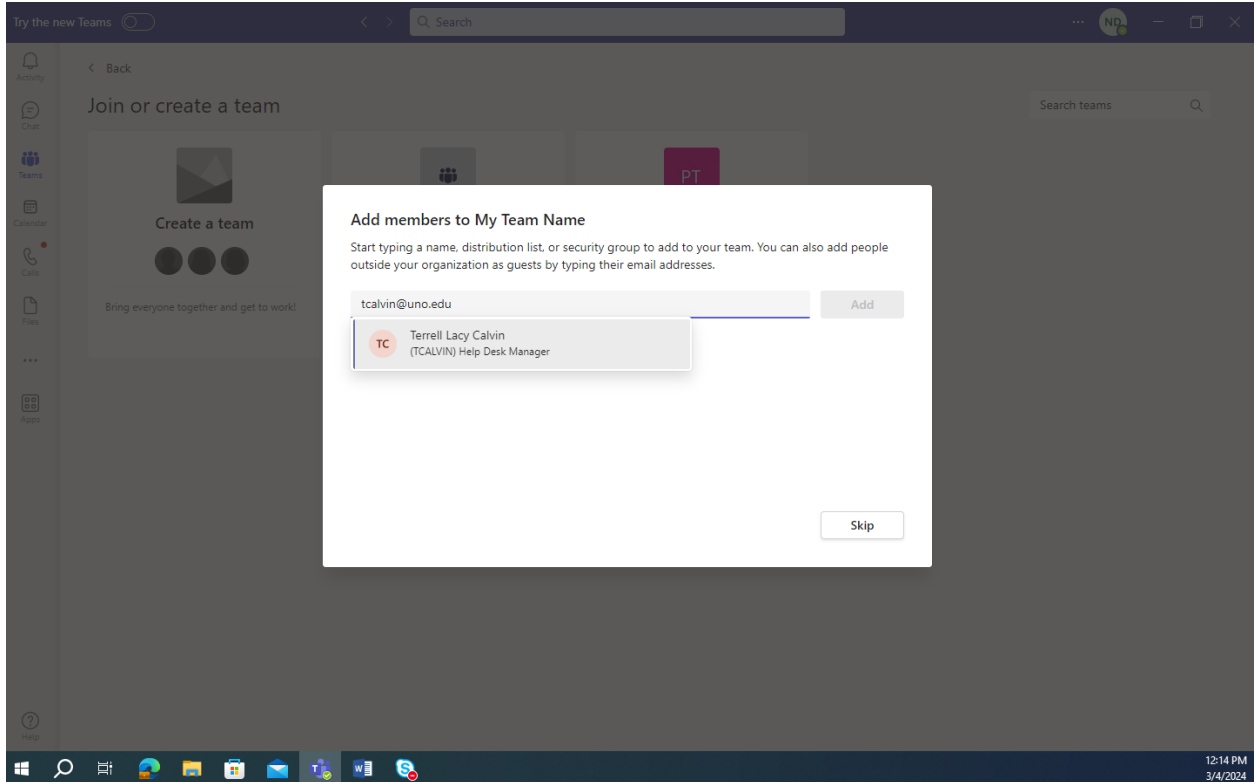 Try the new Teams
Search
ND
Activity
Chat
Teams
Calendar
Calls
Files
Apps
Help
Back
Join or create a team
Search teams
PT
Create a team
Bring everyone together and get to work!
Add members to My Team Name
Start typing a name, distribution list, or security group to add to your team. You can also add people
outside your organization as guests by typing their email addresses.
tcalvin@uno.edu
Add
TC
Terrell Lacy Calvin
(TCALVIN) Help Desk Manager
Skip
12:14 PM
3/4/2024